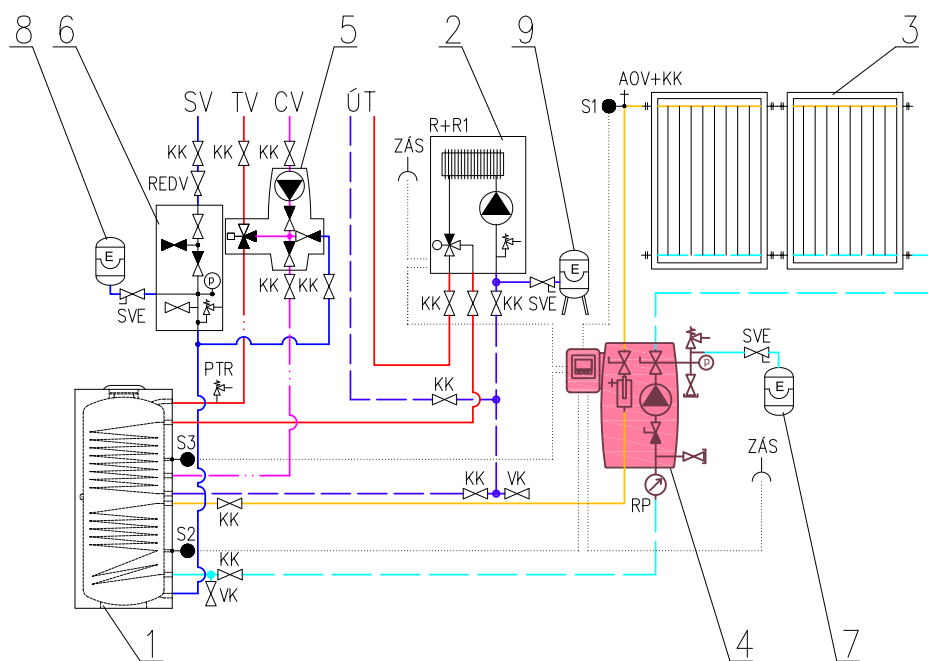 8 6 5 2 9 3
AOV+KK
SV TV CV ÚT
S1
R+R1
ZÁS
KK KK KK
REDV
E
E
P
KK KK
KK KK
SVE
SVE
PTR
SVE
P
KK
E
S3
ZÁS
KK VK
RP
KK
S2
KK
VK
1 4 7